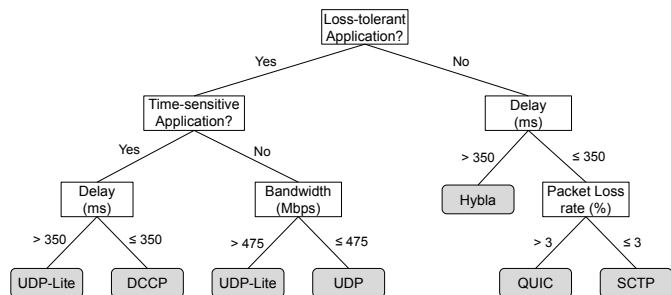 Loss-tolerant
Application?
Yes
No
Time-sensitive
Application?
Delay
(ms)
Yes
No
> 350
≤ 350
Delay
(ms)
Bandwidth
(Mbps)
Hybla
Packet Loss
rate (%)
> 350
≤ 350
> 475
≤ 475
> 3
≤ 3
UDP-Lite
DCCP
UDP-Lite
UDP
QUIC
SCTP